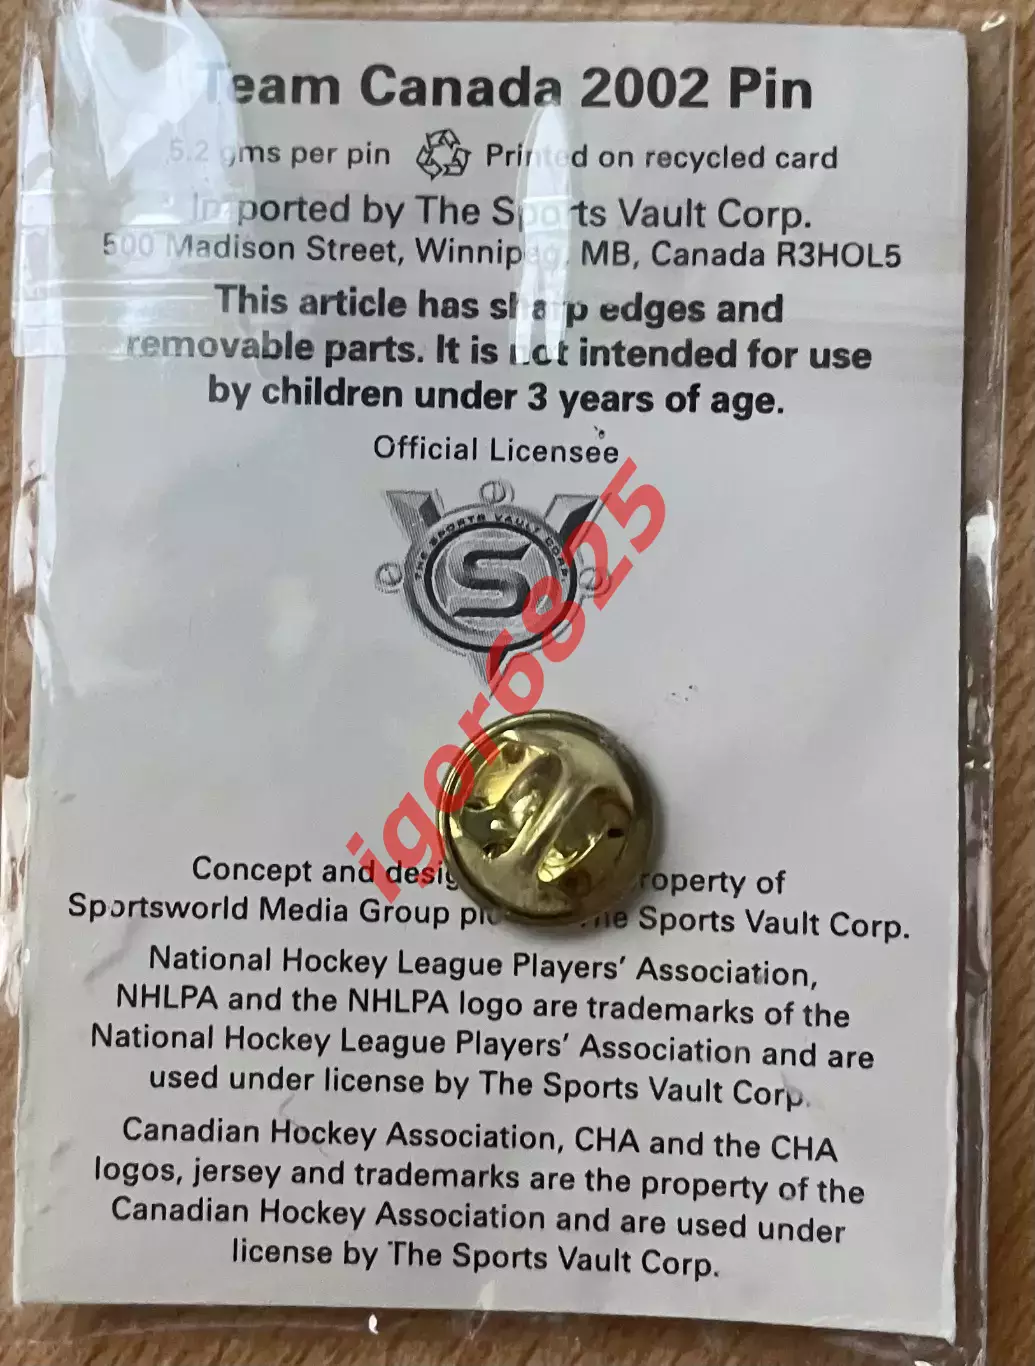 Team Canada 2002 Pin
5.2 gms per pin Printed on recycled card
Imported by The Sports Vault Corp.
500 Madison Street, Winnipeg, MB, Canada R3HOL5
This article has sharp edges and
removable parts. It is not intended for use
by children under 3 years of age.
Official Licensee
THE SPORTS VAULT CORP.
S
igor6825
Concept and desig roperty of
Sportsworld Media Group pl The Sports Vault Corp.
National Hockey League Players' Association,
NHLPA and the NHLPA logo are trademarks of the
National Hockey League Players' Association and are
used under license by The Sports Vault Corp.
Canadian Hockey Association, CHA and the CHA
logos, jersey and trademarks are the property of the
Canadian Hockey Association and are used under
license by The Sports Vault Corp.